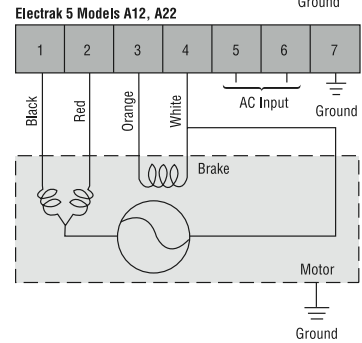 Ground
Electrak 5 Models A12, A22
1 2 3 4 5 6 7
Black
Red
Orange
White
AC Input
Ground
Brake
Motor
Ground